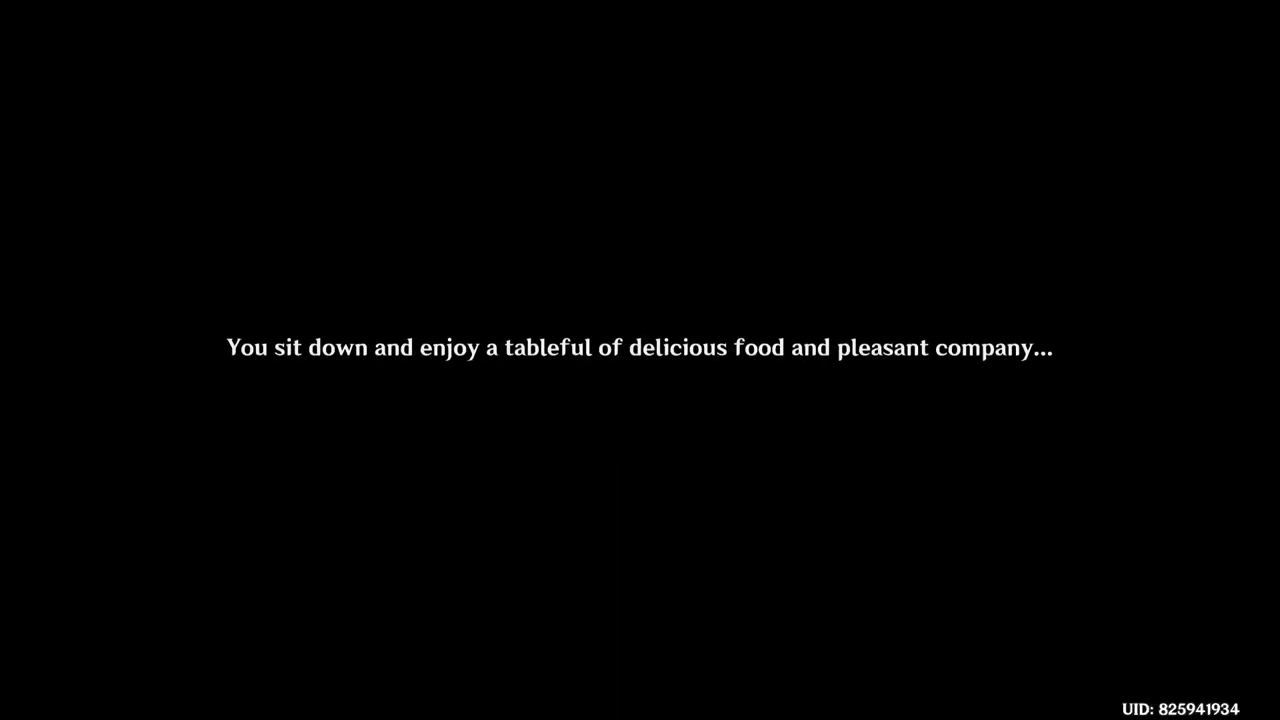 You sit down and enjoy a tableful of delicious food and pleasant company...
UID: 825941934